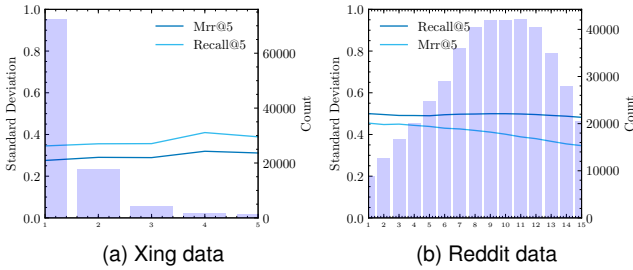 Mrr@5
Recall@5
Standard Deviation
1.0
0.8
0.6
0.4
0.2
0.0
60000
40000
20000
0
Count
1 2 3 4 5
(a) Xing data
Recall@5
Mrr@5
Standard Deviation
1.0
0.8
0.6
0.4
0.2
0.0
40000
30000
20000
10000
0
Count
1 2 3 4 5 6 7 8 9 10 11 12 13 14 15
(b) Reddit data